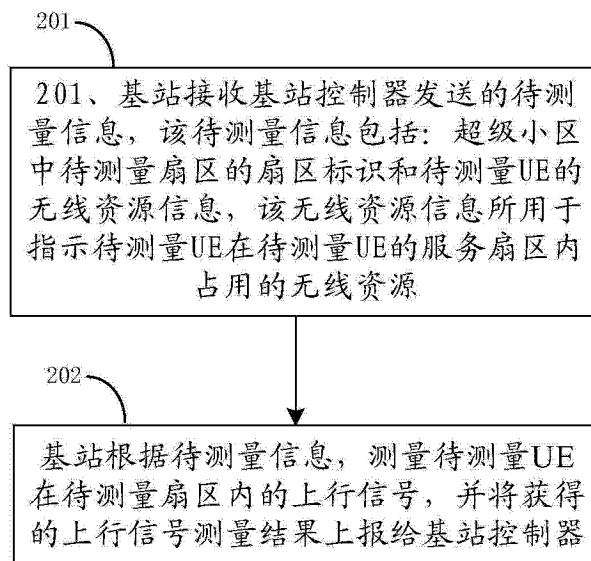 201
201、基站接收基站控制器发送的待测
量信息，该待测量信息包括：超级小区
中待测量扇区的扇区标识和待测量UE的
无线资源信息，该无线资源信息所用于
指示待测量UE在待测量UE的服务扇区内
占用的无线资源
202
基站根据待测量信息，测量待测量UE
在待测量扇区内的上行信号，并将获得
的上行信号测量结果上报给基站控制器